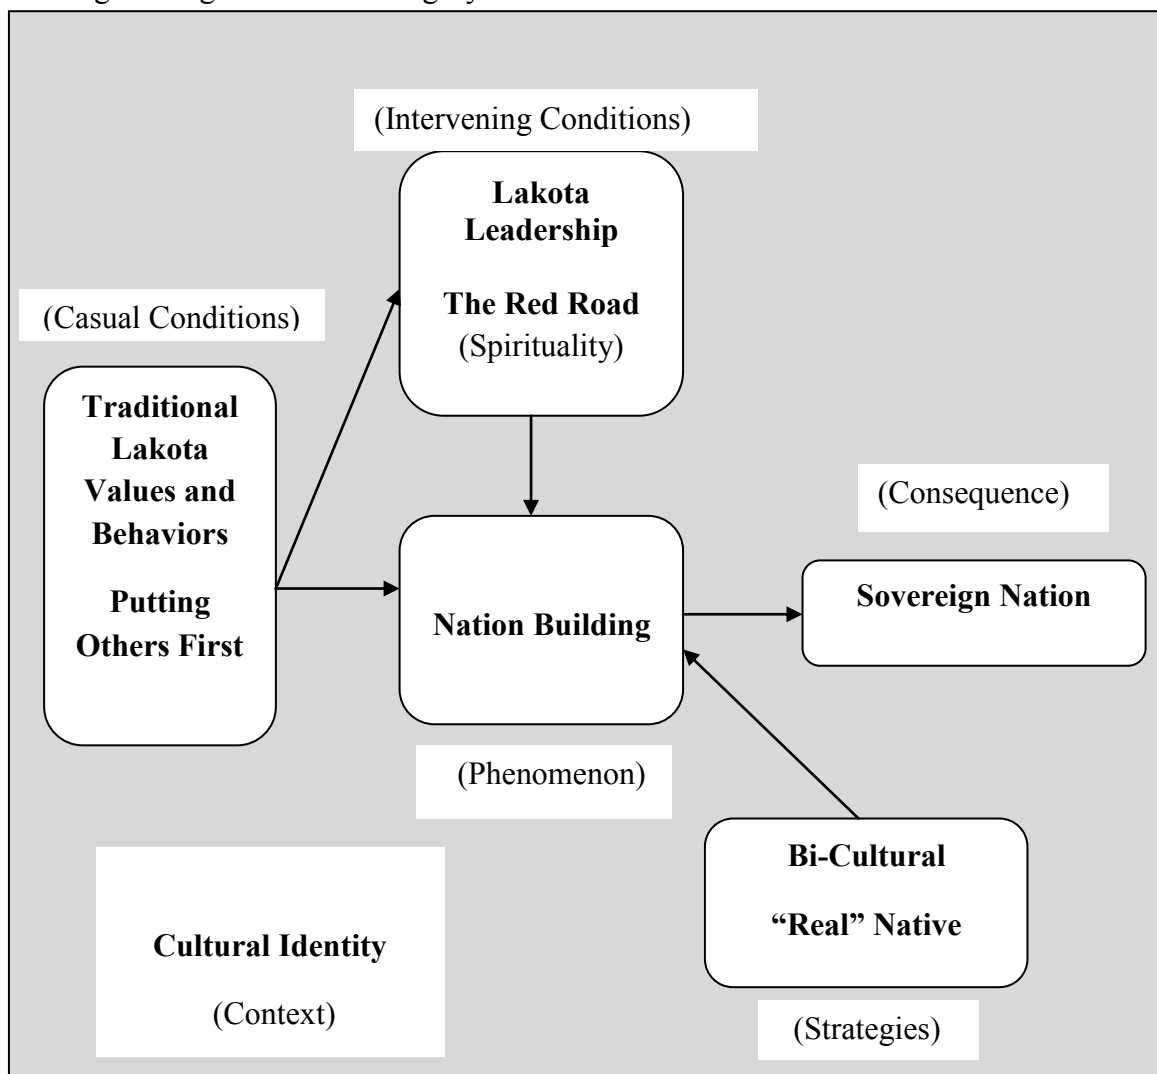 (Intervening Conditions)
Lakota
Leadership
The Red Road
(Spirituality)
(Casual Conditions)
Traditional
Lakota
Values and
Behaviors
Putting
Others First
(Consequence)
Sovereign Nation
Nation Building
(Phenomenon)
Bi-Cultural
“Real” Native
(Strategies)
Cultural Identity
(Context)